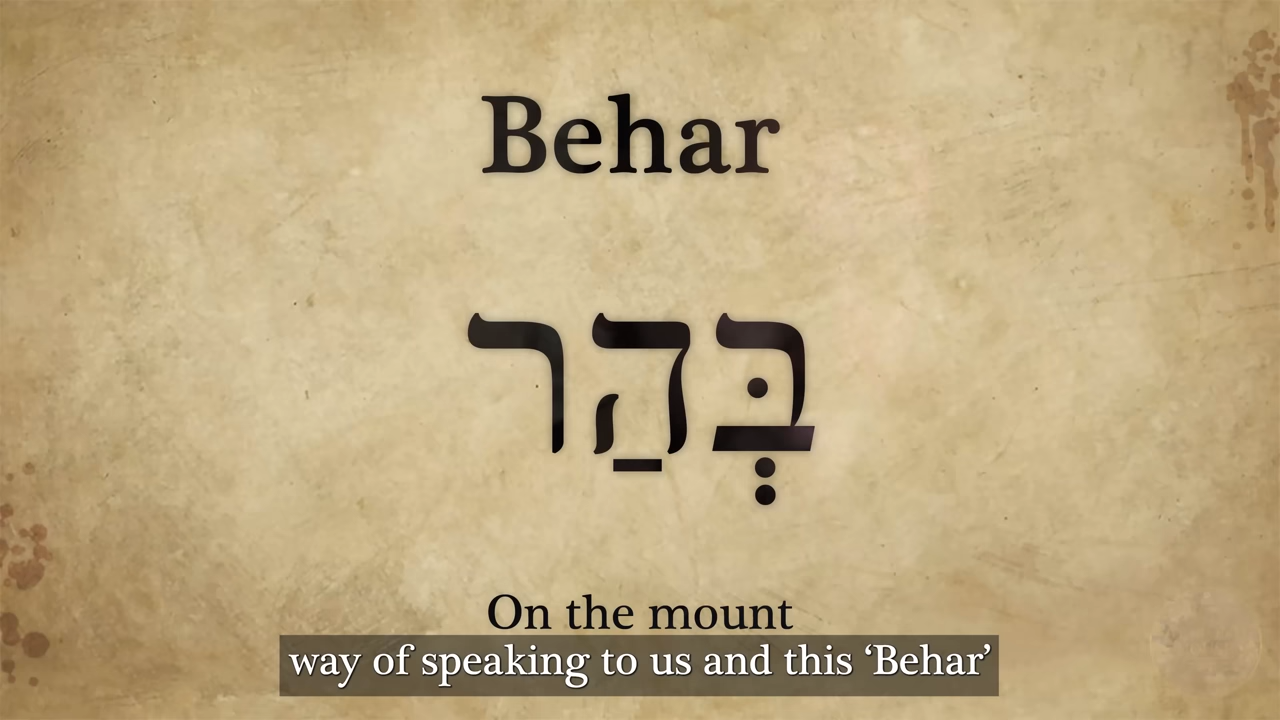 Behar
בְּהַר
On the mount
way of speaking to us and this ‘Behar’